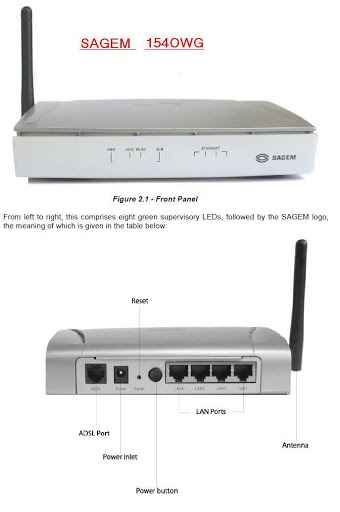 SAGEM 1540WG
PWR
ETHERNET
SAGEM
Figure 2.1 - Front Panel
From left to right, this comprises eight green supervisory LEDs, followed by the SAGEM logo,
the meaning of which is given in the table below:
Reset
ADSL Port
LAN Ports
Antenna
Power inlet
Power button